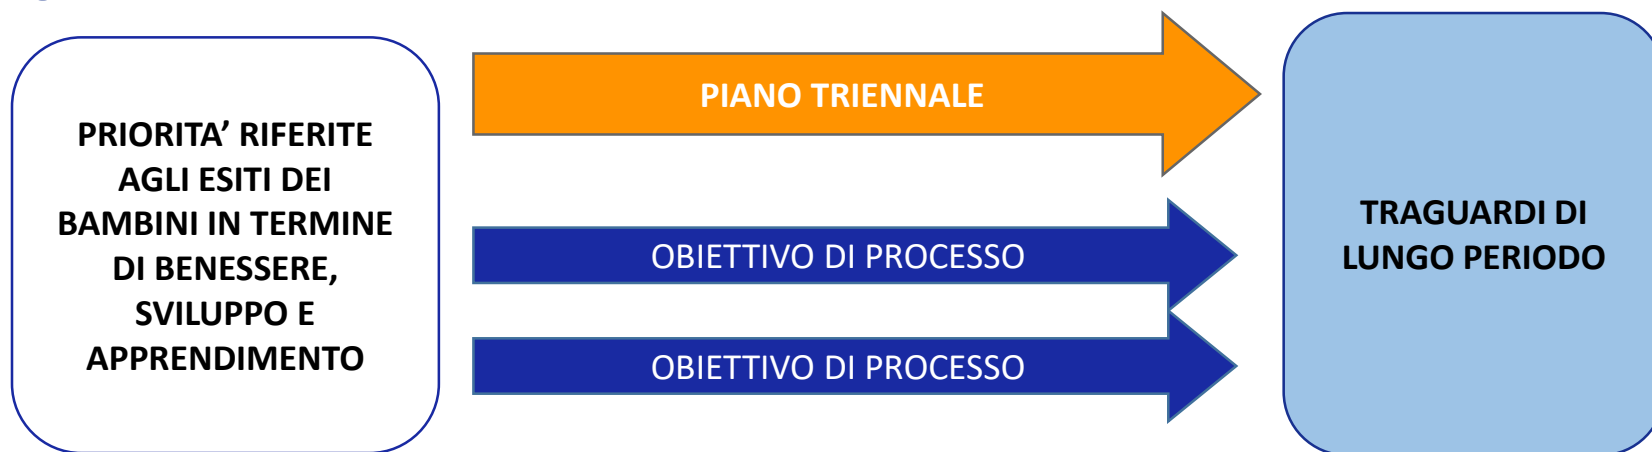 PRIORITA’ RIFERITE
AGLI ESITI DEI
BAMBINI IN TERMINE
DI BENESSERE,
SVILUPPO E
APPRENDIMENTO
PIANO TRIENNALE
OBIETTIVO DI PROCESSO
OBIETTIVO DI PROCESSO
TRAGUARDI DI
LUNGO PERIODO